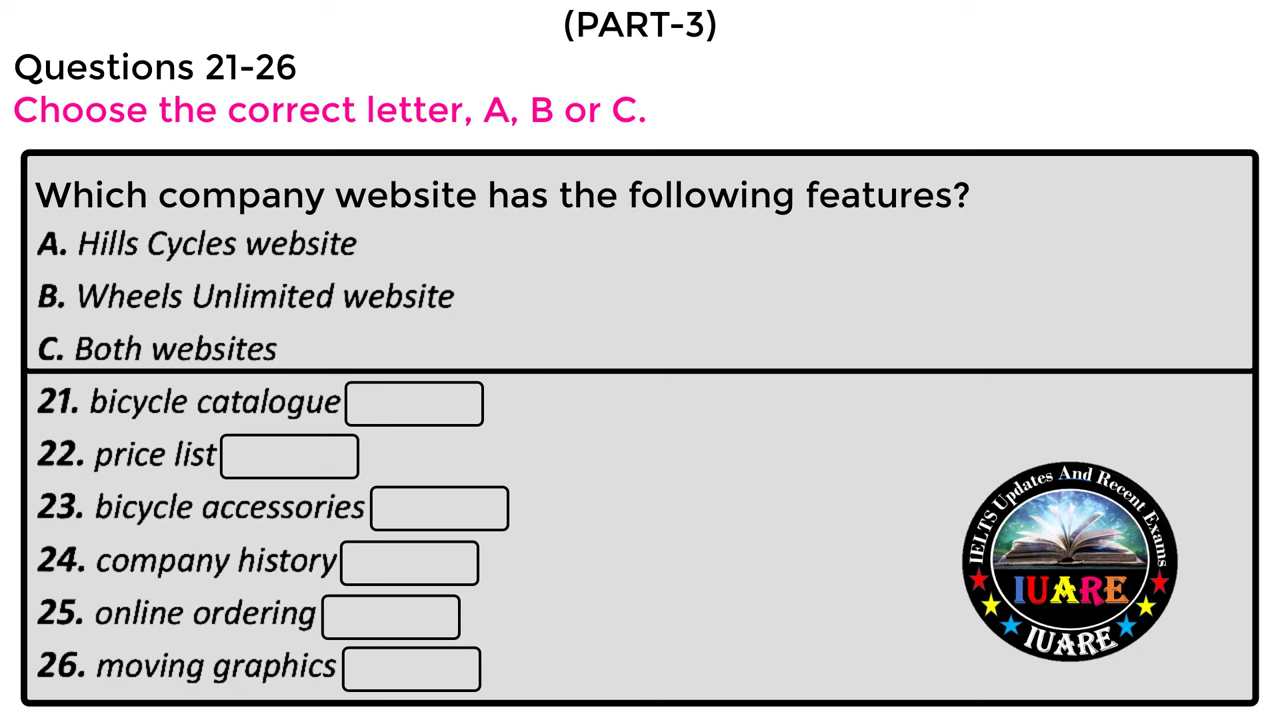 (PART-3)
Questions 21-26
Choose the correct letter, A, B or C.
Which company website has the following features?
A. Hills Cycles website
B. Wheels Unlimited website
C. Both websites
21. bicycle catalogue
22. price list
23. bicycle accessories
24. company history
25. online ordering
26. moving graphics
IELTS Updates And Recent Exams
IUARE
IUARE